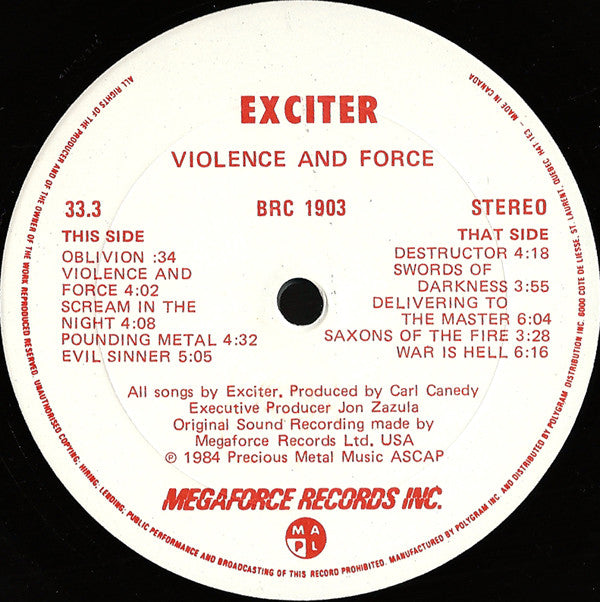 EXCITER
VIOLENCE AND FORCE
33.3
BRC 1903
STEREO
THIS SIDE
OBLIVION :34
VIOLENCE AND
FORCE 4:02
SCREAM IN THE
NIGHT 4:08
POUNDING METAL 4:32
EVIL SINNER 5:05
THAT SIDE
DESTRUCTOR 4:18
SWORDS OF
DARKNESS 3:55
DELIVERING TO
THE MASTER 6:04
SAXONS OF THE FIRE 3:28
WAR IS HELL 6:16
All songs by Exciter. Produced by Carl Canedy
Executive Producer Jon Zazula
Original Sound Recording made by
Megaforce Records Ltd, USA
℗ 1984 Precious Metal Music ASCAP
MEGAFORCE RECORDS INC.
M A
P L
ALL RIGHTS OF THE PRODUCER AND OF THE OWNER OF THE WORK REPRODUCED RESERVED. UNAUTHORISED COPYING, HIRING, LENDING, PUBLIC PERFORMANCE AND BROADCASTING OF THIS RECORD PROHIBITED. MANUFACTURED BY POLYGRAM INC. AND DISTRIBUTED BY POLYGRAM DISTRIBUTION INC. 6000 COTE DE LIESSE, ST. LAURENT, QUEBEC H4T 1E3 – MADE IN CANADA